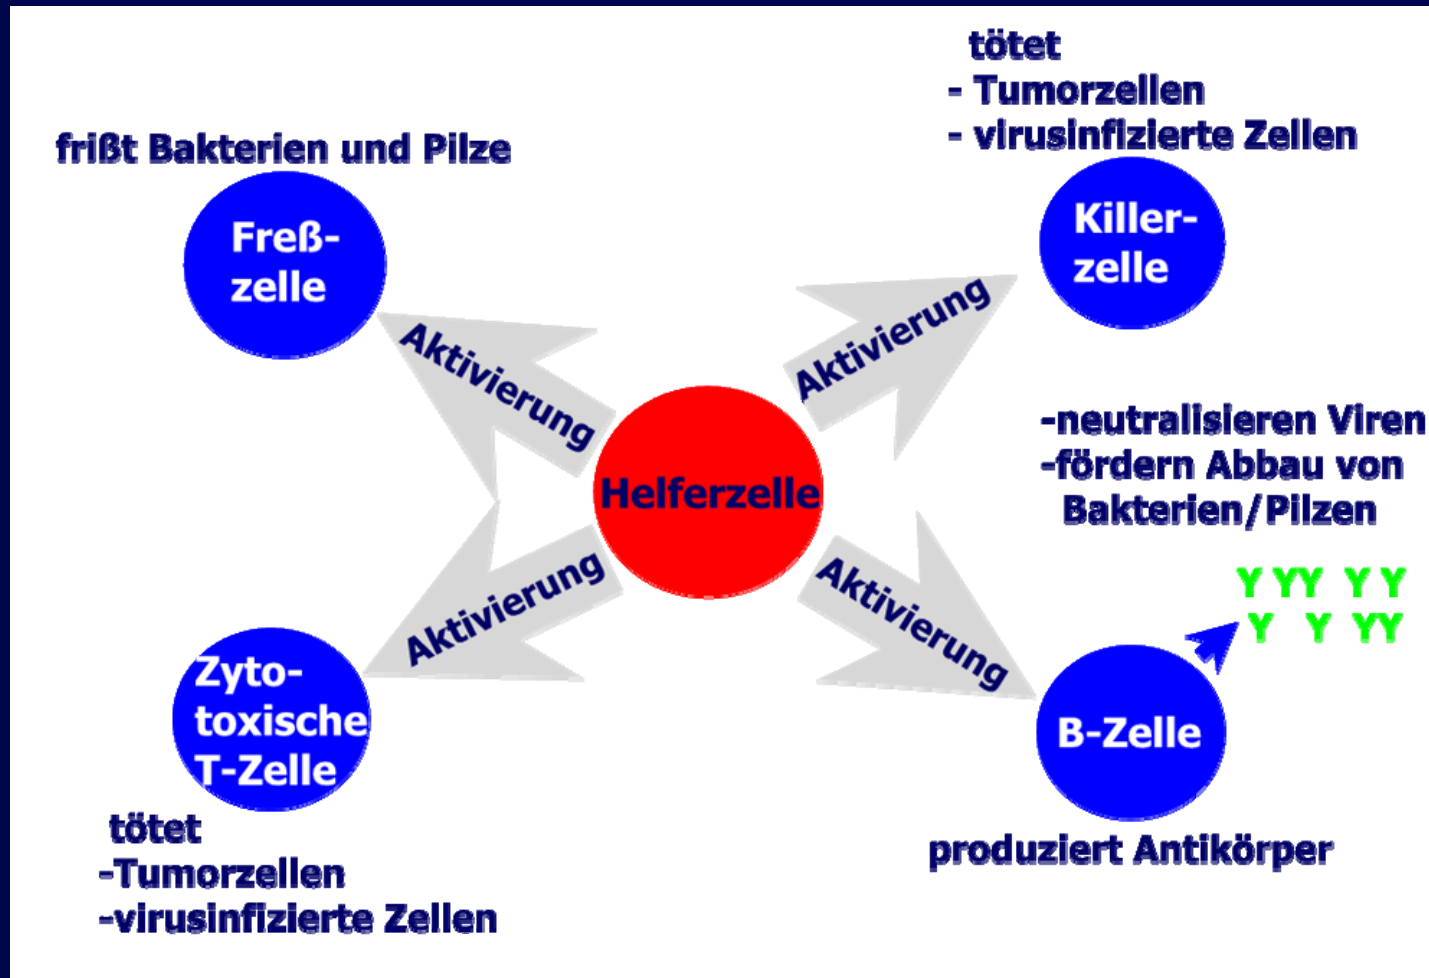 frißt Bakterien und Pilze
Freß-
zelle
tötet
- Tumorzellen
- virusinfizierte Zellen
Killer-
zelle
Aktivierung
Aktivierung
Helferzelle
Aktivierung
Aktivierung
-neutralisieren Viren
-fördern Abbau von
Bakterien/Pilzen
Y YY Y Y
Y Y YY
Zyto-
toxische
T-Zelle
tötet
-Tumorzellen
-virusinfizierte Zellen
B-Zelle
produziert Antikörper